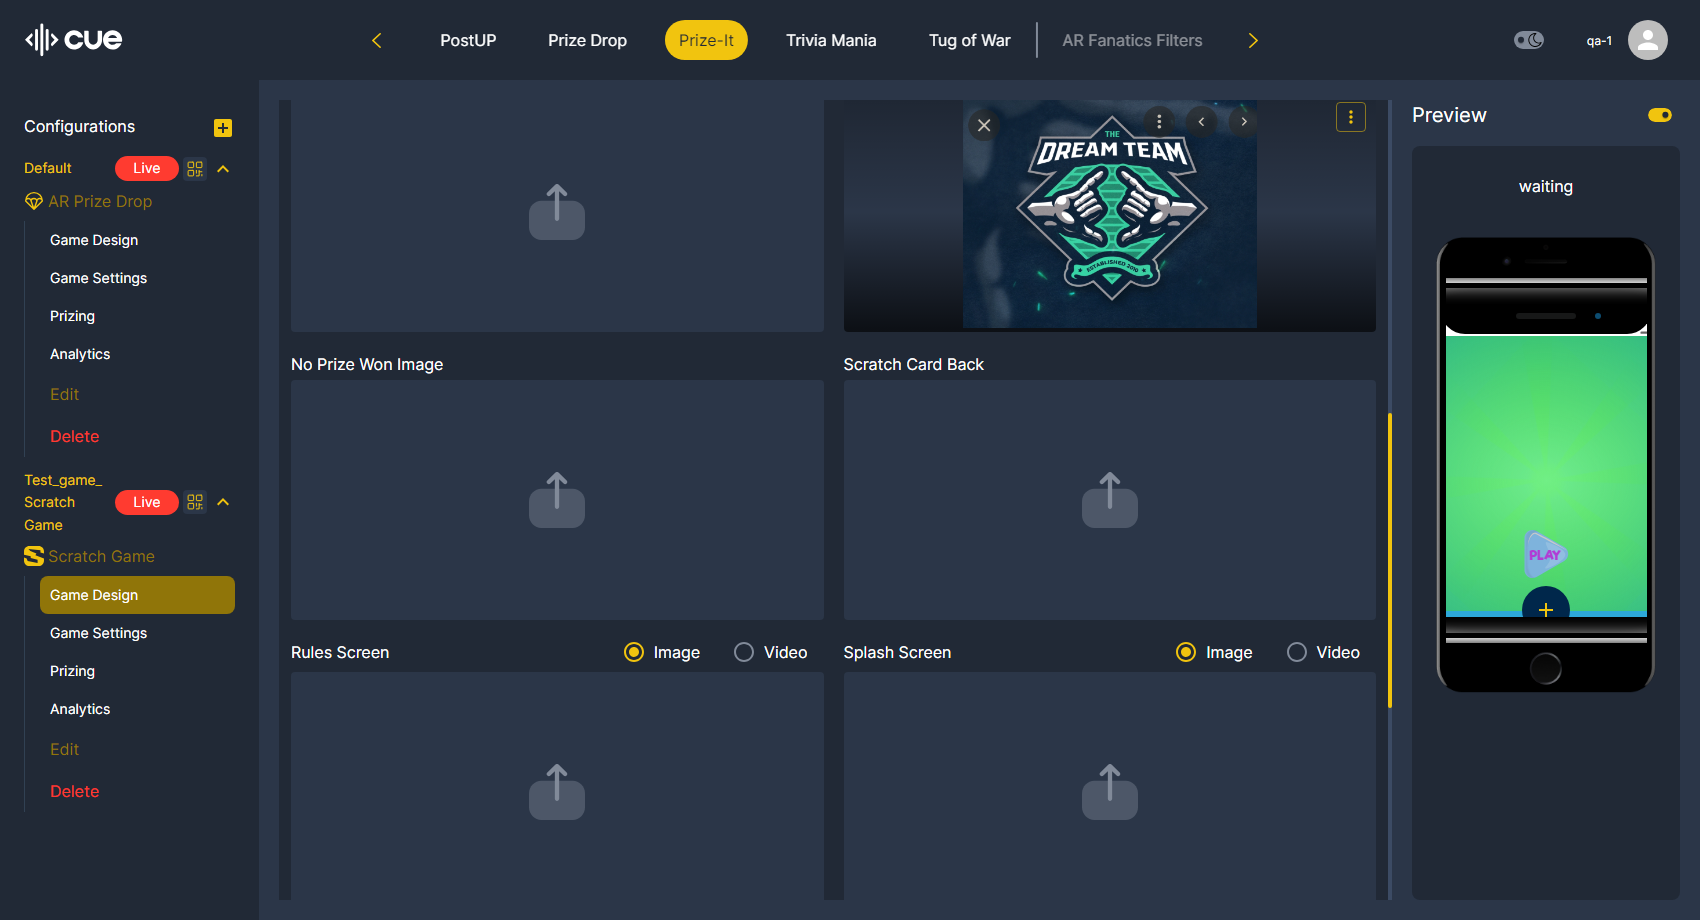 cue
PostUP
Prize Drop
Prize-It
Trivia Mania
Tug of War
AR Fanatics Filters
qa-1
Configurations
Default
Live
AR Prize Drop
Game Design
Game Settings
Prizing
Analytics
Edit
Delete
Test_game_
Scratch
Game
Live
Scratch Game
Game Design
Game Settings
Prizing
Analytics
Edit
Delete
THE
DREAM TEAM
ESTABLISHED 2010
No Prize Won Image
Scratch Card Back
Rules Screen
Image
Video
Splash Screen
Image
Video
Preview
waiting
PLAY